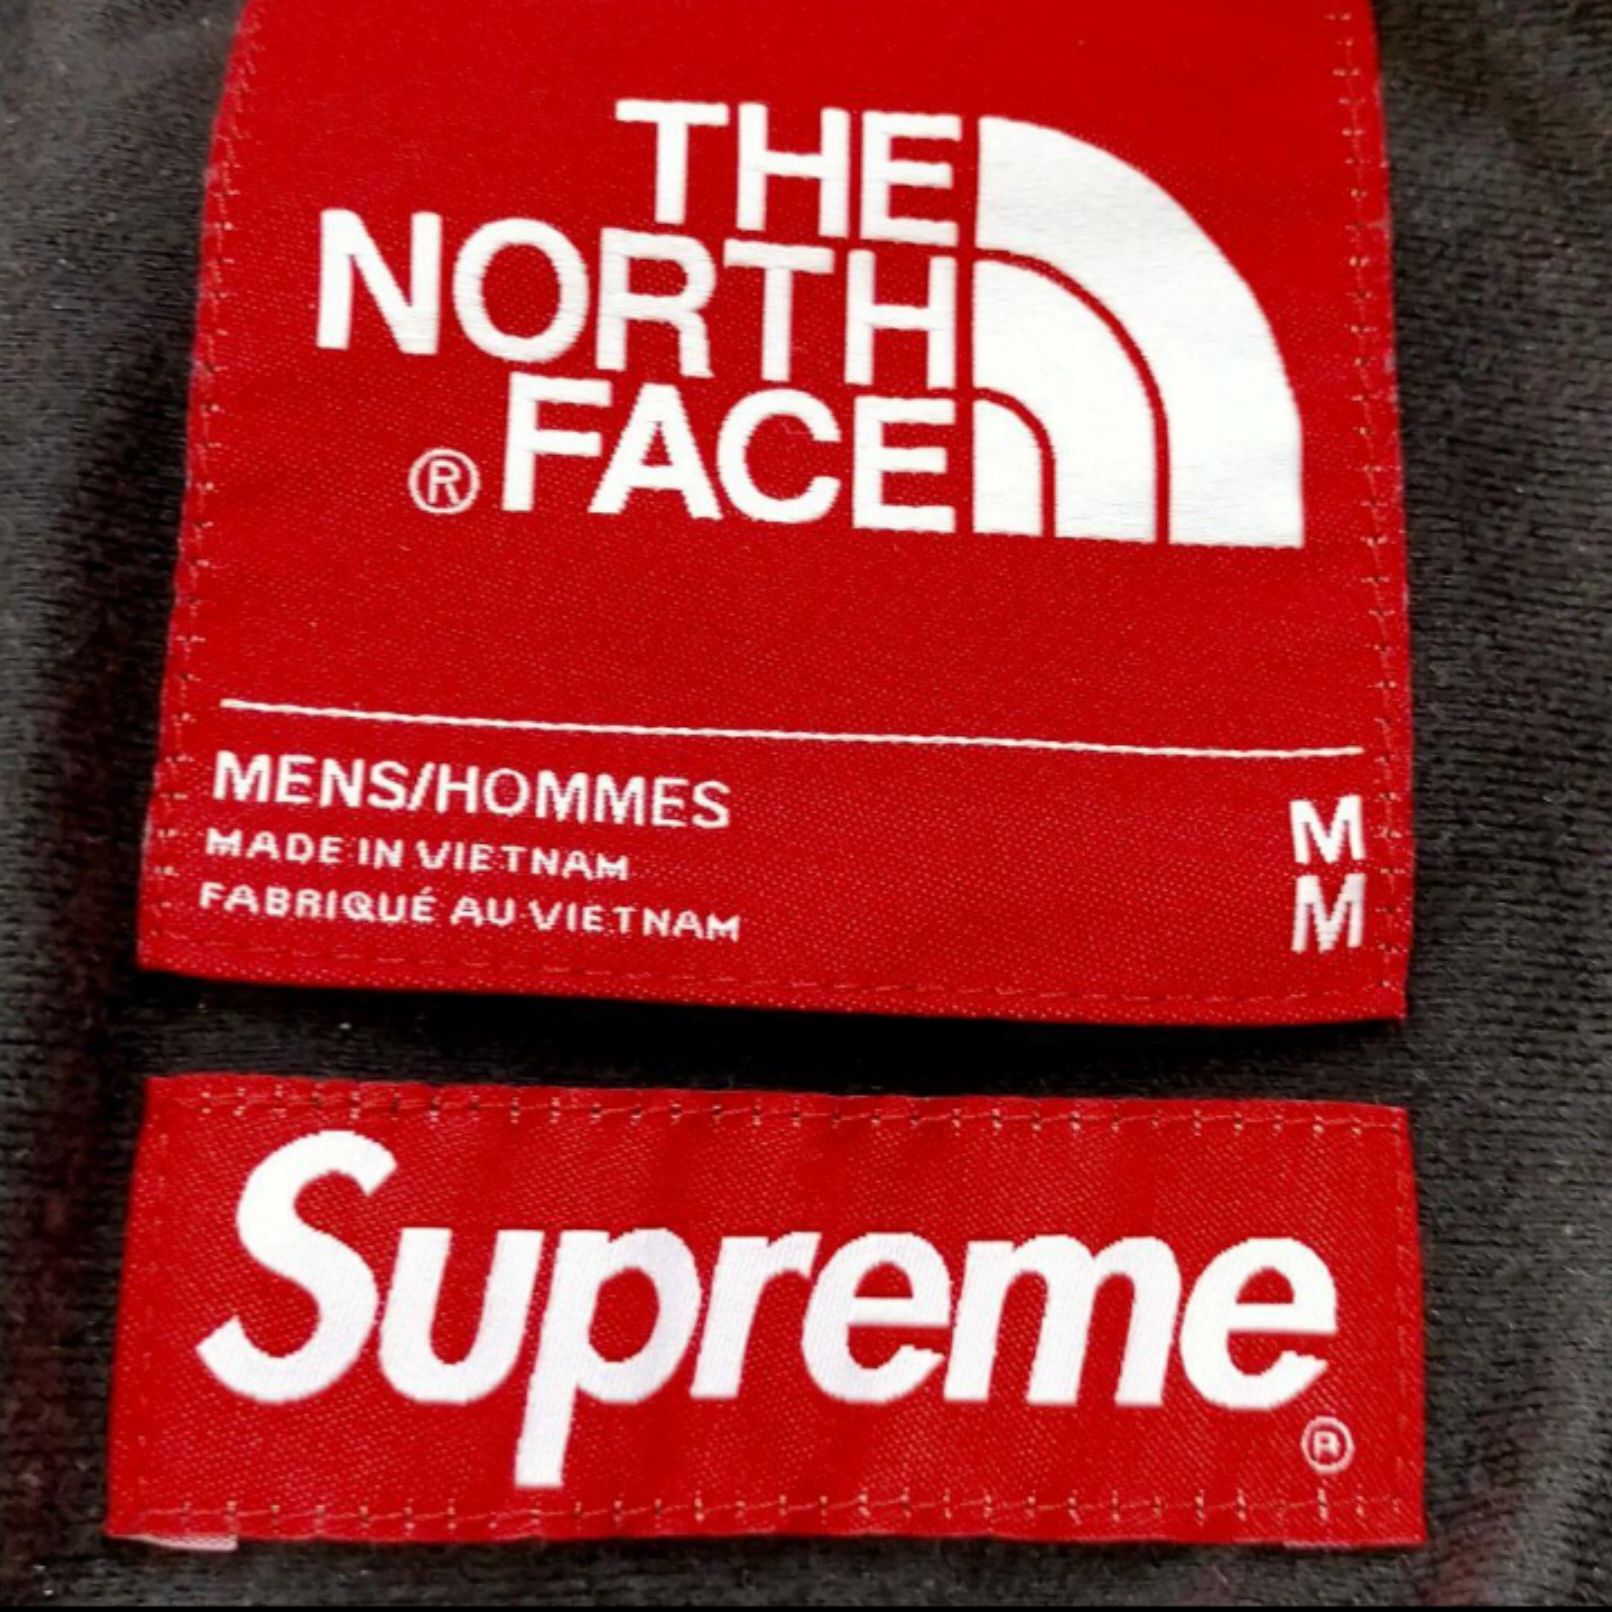 THE
NORTH
® FACE
MENS/HOMMES M
MADE IN VIETNAM
FABRIQUÉ AU VIETNAM M
Supreme ®